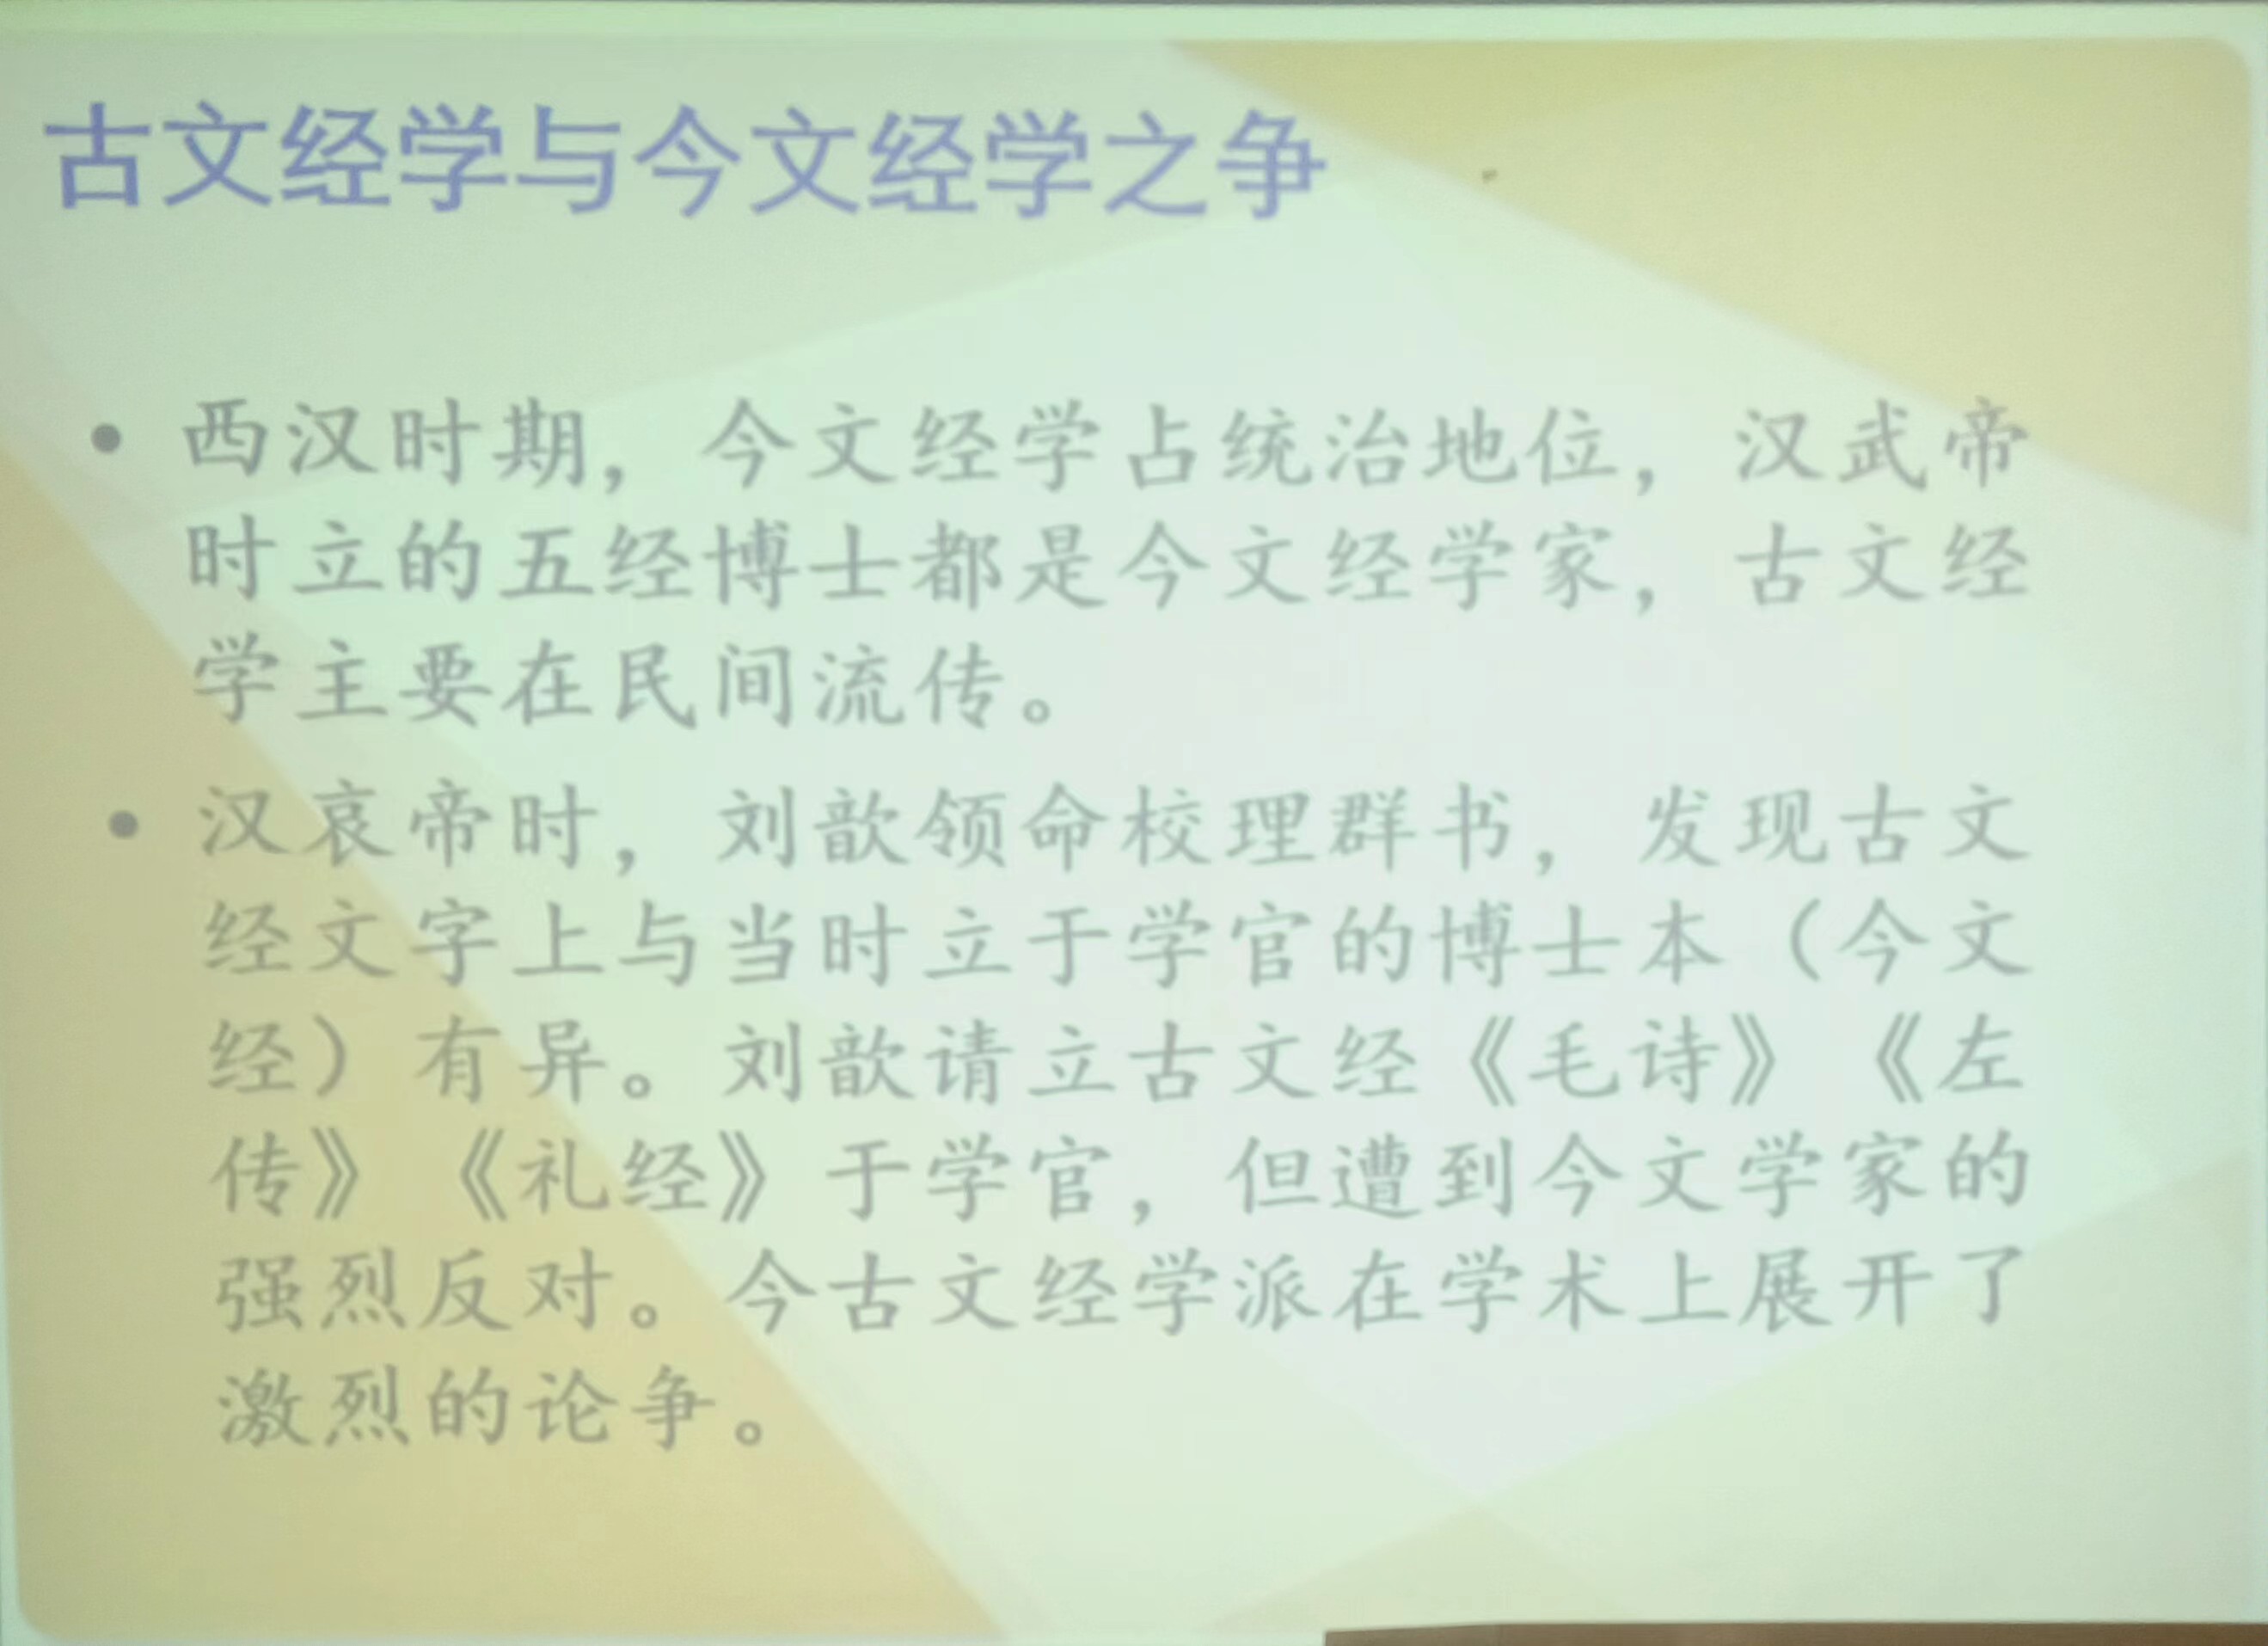 古文经学与今文经学之争
• 西汉时期，今文经学占统治地位，汉武帝
时立的五经博士都是今文经学家，古文经
学主要在民间流传。
• 汉哀帝时，刘歆领命校理群书，发现古文
经文字上与当时立于学官的博士本（今文
经）有异。刘歆请立古文经《毛诗》《左
传》《礼经》于学官，但遭到今文学家的
强烈反对。今古文经学派在学术上展开了
激烈的论争。